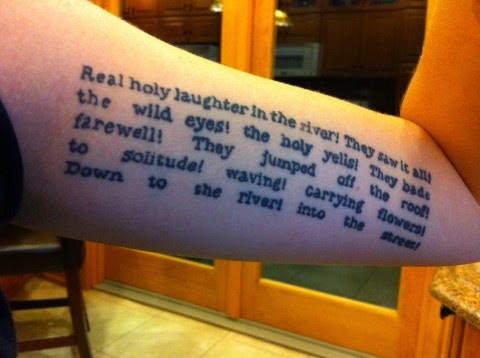 Real holy laughter in the river! They saw it all!
the wild eyes! the holy yells! They bade
farewell! They jumped off the roof!
to solitude! waving! carrying flowers!
Down to the river! into the street!